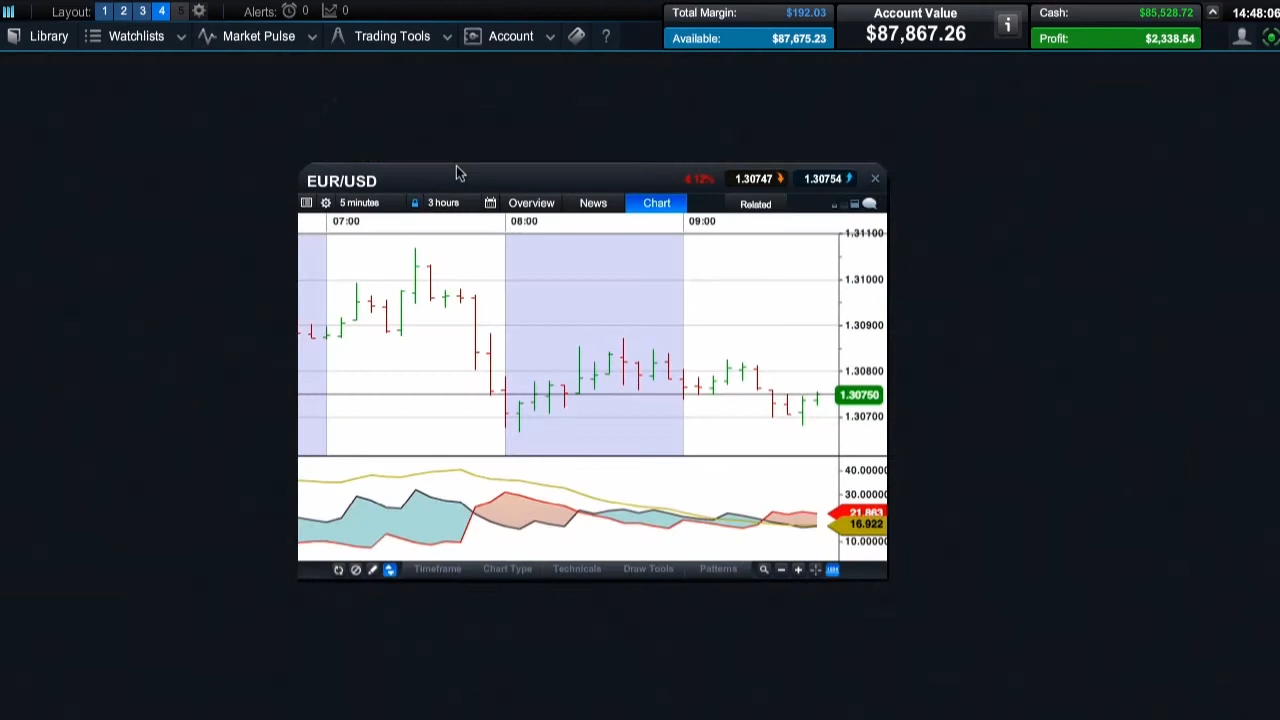 Layout: 1 2 3 4 5 Alerts: 0 0
Total Margin: $192.03
Available: $87,675.23
Account Value
$87,867.26
Cash: $85,528.72
Profit: $2,338.54
14:48:06
Library Watchlists Market Pulse Trading Tools Account ?
EUR/USD 1.30747 1.30754
5 minutes 3 hours Overview News Chart Related
07:00 08:00 09:00
1.31100
1.31000
1.30900
1.30800
1.30750
1.30700
40.00000
30.00000
21.863
16.922
10.00000
Timeframe Chart Type Technicals Draw Tools Patterns